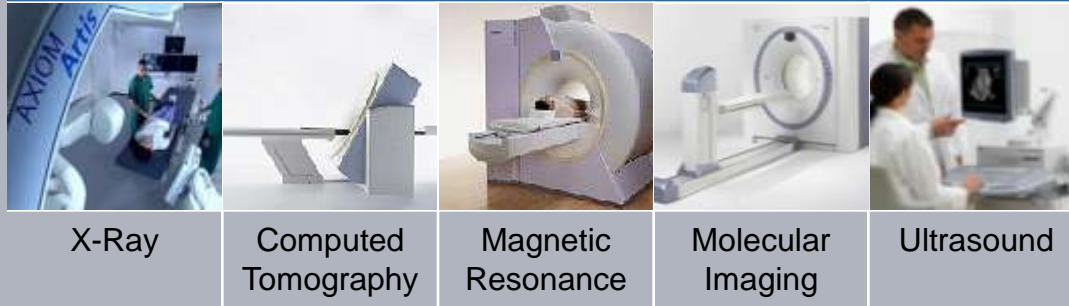 AXIOM
Artis
X-Ray
Computed
Tomography
Magnetic
Resonance
Molecular
Imaging
Ultrasound